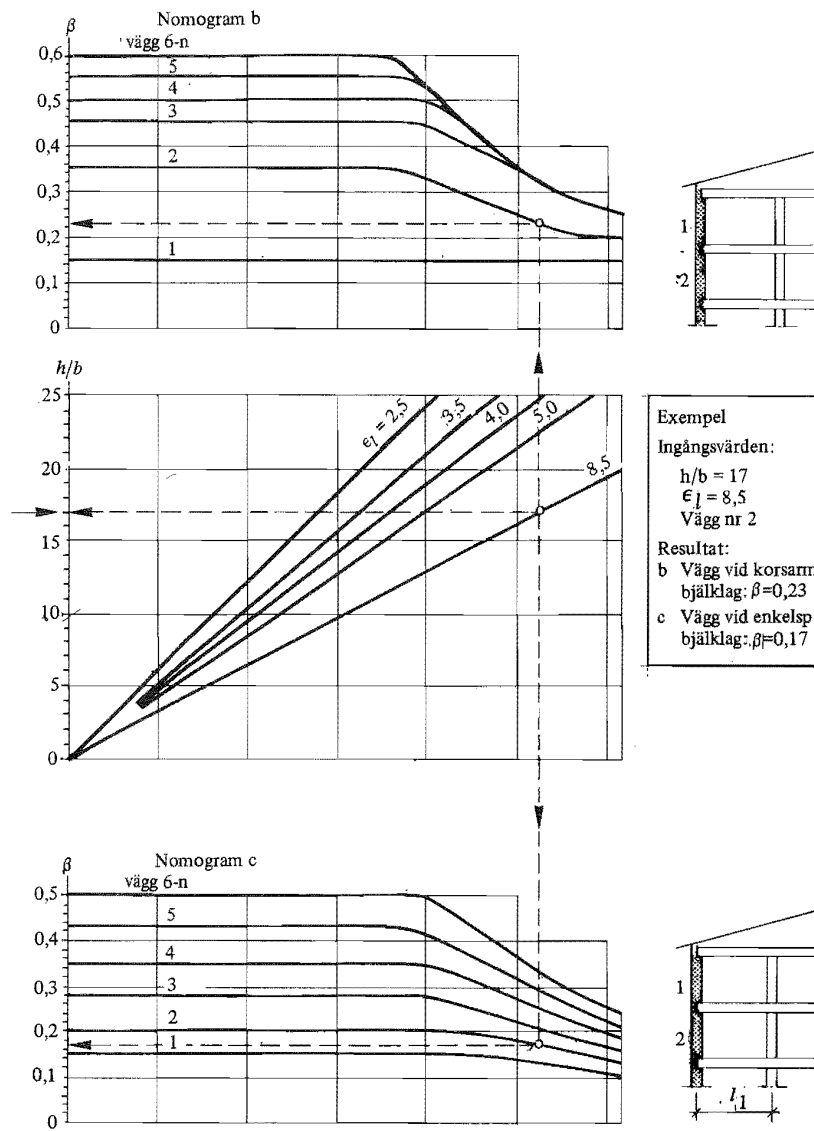 Nomogram b
β
vägg 6-n
0,6
5
4
0,5
3
0,4
2
0,3
0,2
1
0,1
0
1
2
h/b
25
20
15
10
5
0
ϵl = 2,5
3,5
4,0
5,0
8,5
Exempel
Ingångsvärden:
h/b = 17
ϵl = 8,5
Vägg nr 2
Resultat:
b Vägg vid korsarm
bjälklag: β=0,23
c Vägg vid enkelsp
bjälklag: β=0,17
Nomogram c
β
vägg 6-n
0,5
5
0,4
4
0,3
3
2
0,2
1
0,1
0
1
2
l1